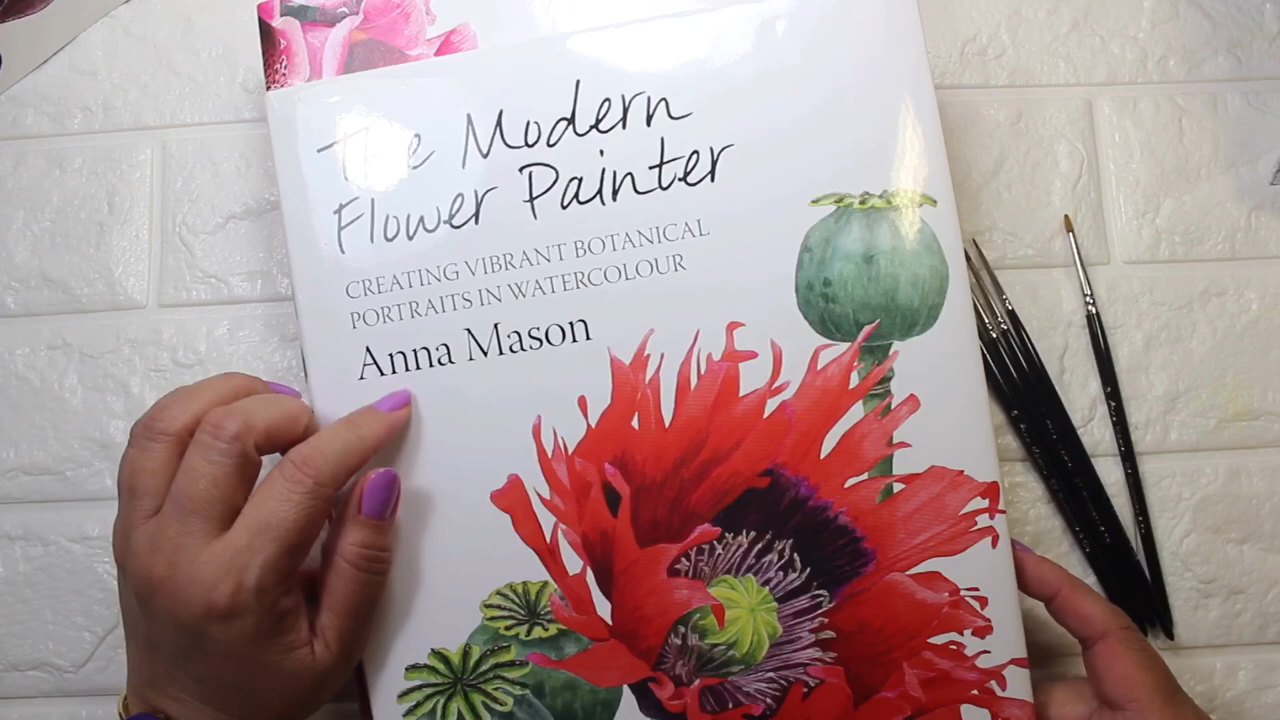 The Modern
Flower Painter
CREATING VIBRANT BOTANICAL
PORTRAITS IN WATERCOLOUR
Anna Mason